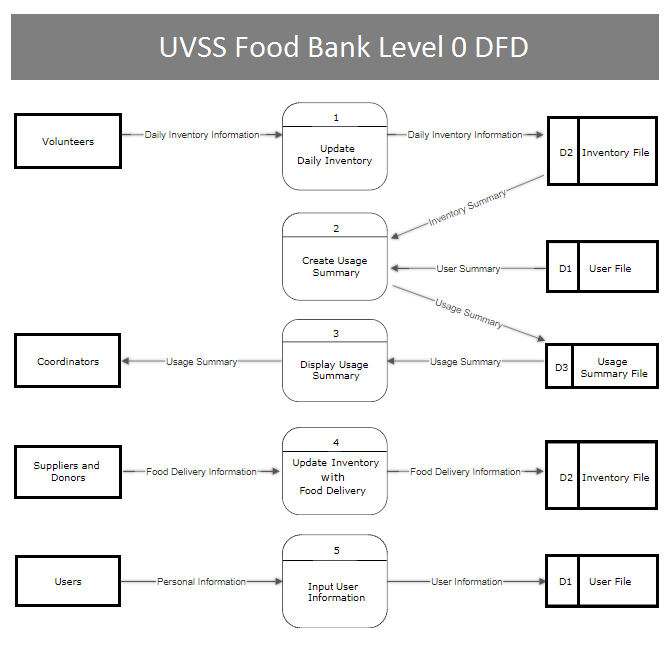 UVSS Food Bank Level 0 DFD
Volunteers
Daily Inventory Information
1
Update
Daily Inventory
Daily Inventory Information
D2
Inventory File
Inventory Summary
2
Create Usage
Summary
User Summary
D1
User File
Usage Summary
Coordinators
Usage Summary
3
Display Usage
Summary
Usage Summary
D3
Usage
Summary File
Suppliers and
Donors
Food Delivery Information
4
Update Inventory
with
Food Delivery
Food Delivery Information
D2
Inventory File
Users
Personal Information
5
Input User
Information
User Information
D1
User File